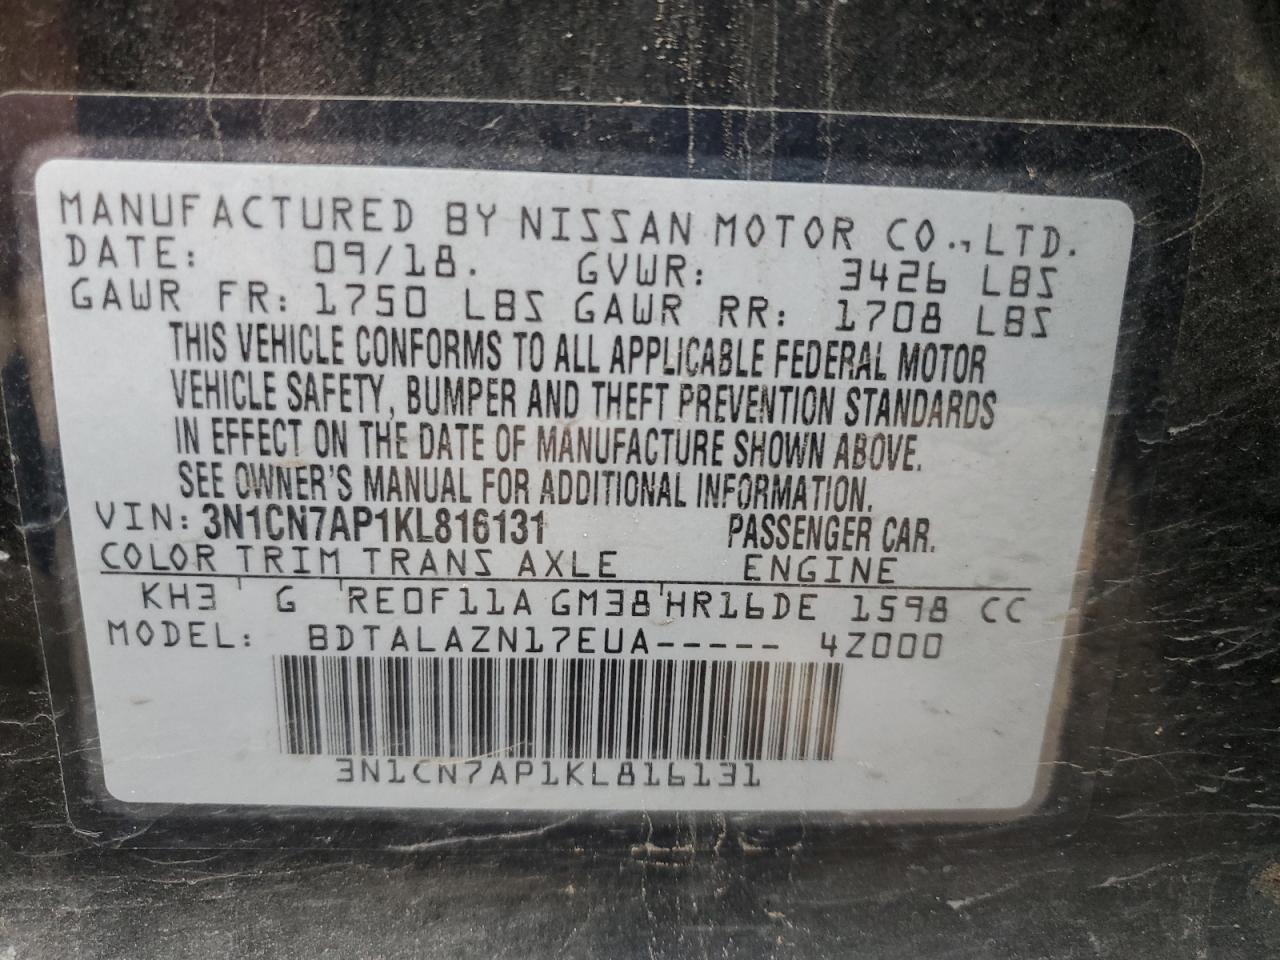 MANUFACTURED BY NISSAN MOTOR CO.,LTD.
DATE: 09/18. GVWR: 3426 LBS
GAWR FR: 1750 LBS GAWR RR: 1708 LBS
THIS VEHICLE CONFORMS TO ALL APPLICABLE FEDERAL MOTOR
VEHICLE SAFETY, BUMPER AND THEFT PREVENTION STANDARDS
IN EFFECT ON THE DATE OF MANUFACTURE SHOWN ABOVE.
SEE OWNER'S MANUAL FOR ADDITIONAL INFORMATION.
VIN: 3N1CN7AP1KL816131 PASSENGER CAR.
COLOR TRIM TRANS AXLE ENGINE
KH3 ' G ' RE0F11A GM38 ' HR16DE 1598 CC
MODEL: BDTALAZN17EUA----- 4Z000
3N1CN7AP1KL816131